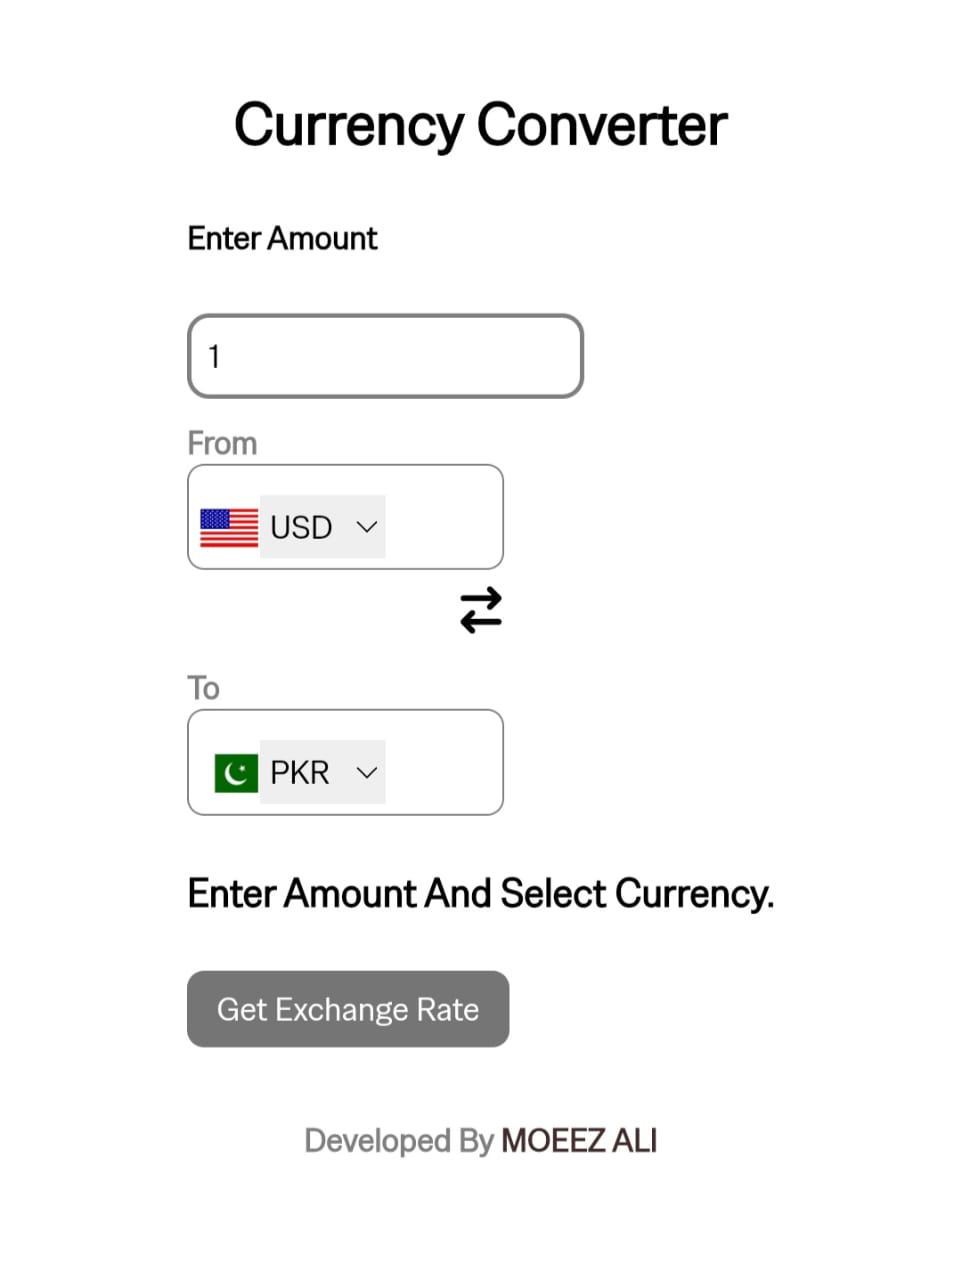 Currency Converter
Enter Amount
1
From
USD
To
PKR
Enter Amount And Select Currency.
Get Exchange Rate
Developed By MOEEZ ALI